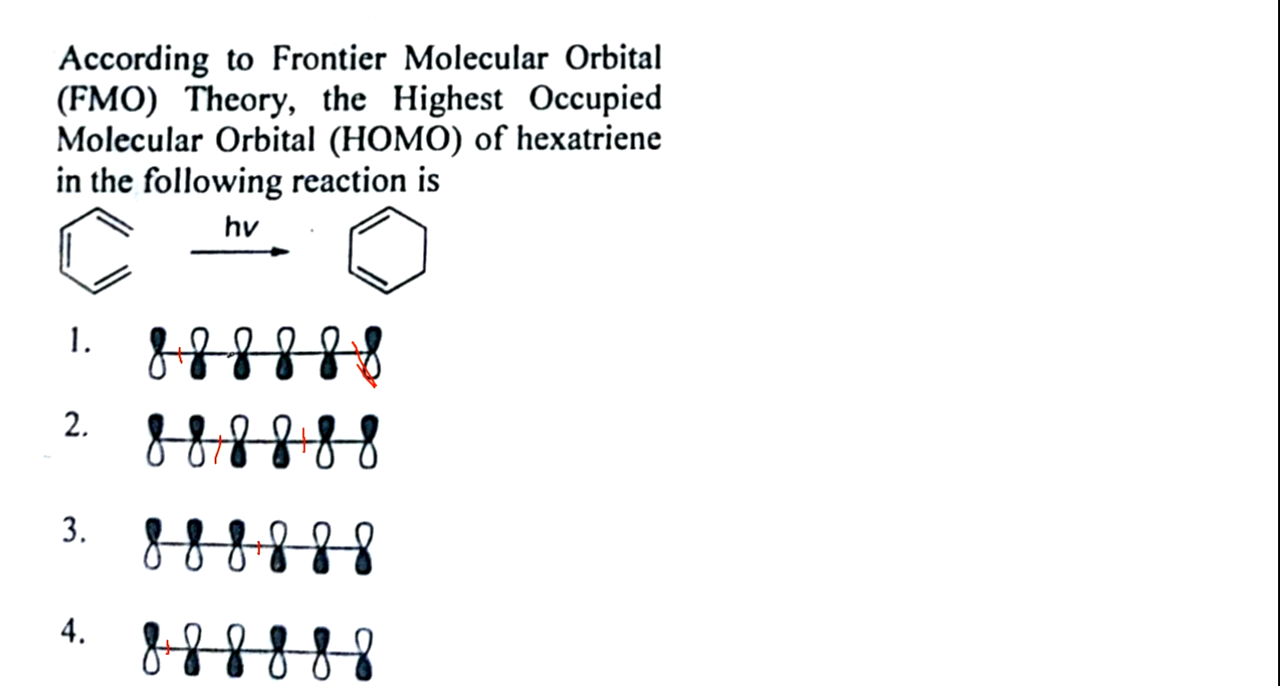 According to Frontier Molecular Orbital
(FMO) Theory, the Highest Occupied
Molecular Orbital (HOMO) of hexatriene
in the following reaction is
hν
1.
2.
3.
4.